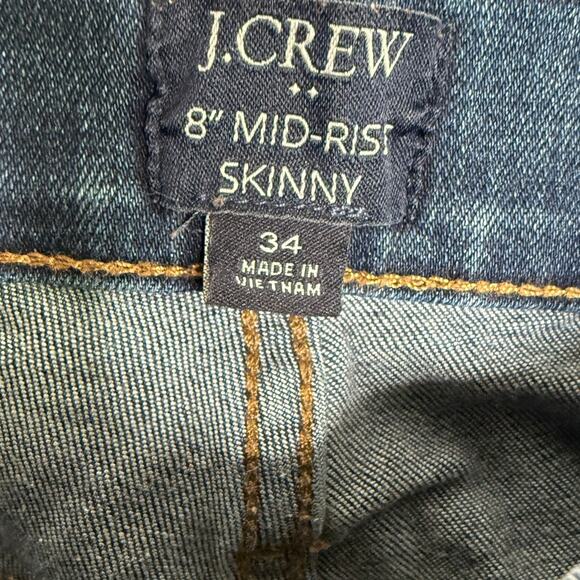 J.CREW
8" MID-RISE
SKINNY
34
MADE IN
VIETNAM